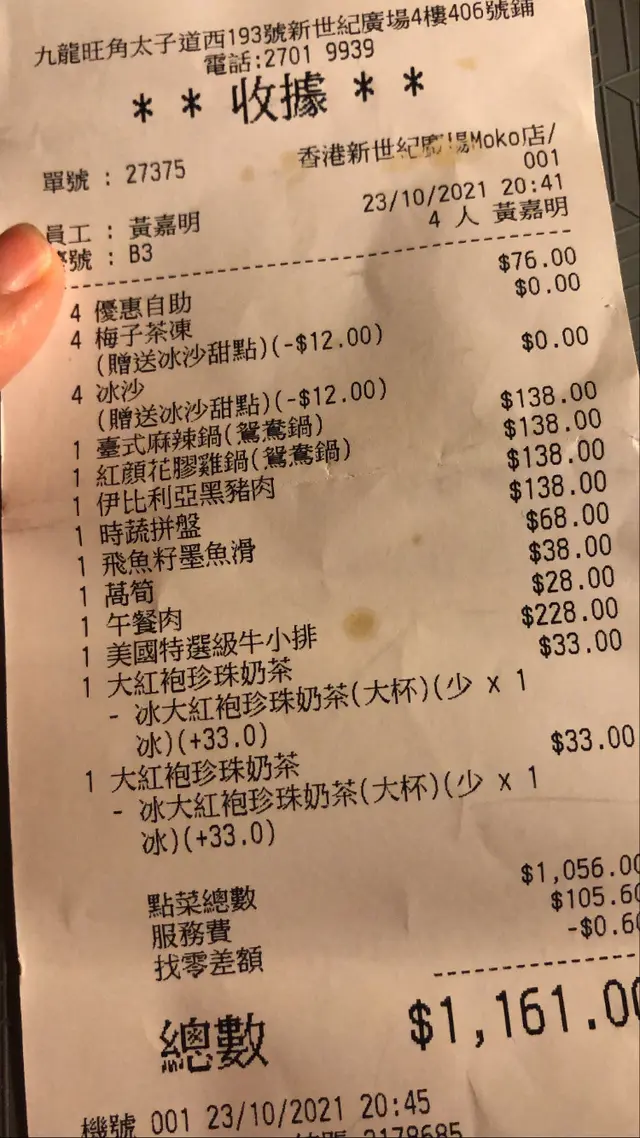 九龍旺角太子道西193號新世紀廣場4樓406號鋪
電話:2701 9939
* * 收據 * *
單號 : 27375
香港新世紀廣場Moko店/
001
員工 : 黃嘉明
23/10/2021 20:41
號 : B3
4 人 黃嘉明
4 優惠自助 $76.00
4 梅子茶凍 $0.00
(贈送冰沙甜點)(-$12.00)
4 冰沙 $0.00
(贈送冰沙甜點)(-$12.00)
1 臺式麻辣鍋(鴛鴦鍋) $138.00
1 紅顏花膠雞鍋(鴛鴦鍋) $138.00
1 伊比利亞黑豬肉 $138.00
1 時蔬拼盤 $138.00
1 飛魚籽墨魚滑 $68.00
1 萵筍 $38.00
1 午餐肉 $28.00
1 美國特選級牛小排 $228.00
1 大紅袍珍珠奶茶 $33.00
- 冰大紅袍珍珠奶茶(大杯)(少 x 1
冰)(+33.0)
1 大紅袍珍珠奶茶 $33.00
- 冰大紅袍珍珠奶茶(大杯)(少 x 1
冰)(+33.0)
點菜總數 $1,056.00
服務費 $105.60
找零差額 -$0.60
總數 $1,161.00
機號 001 23/10/2021 20:45
2178685